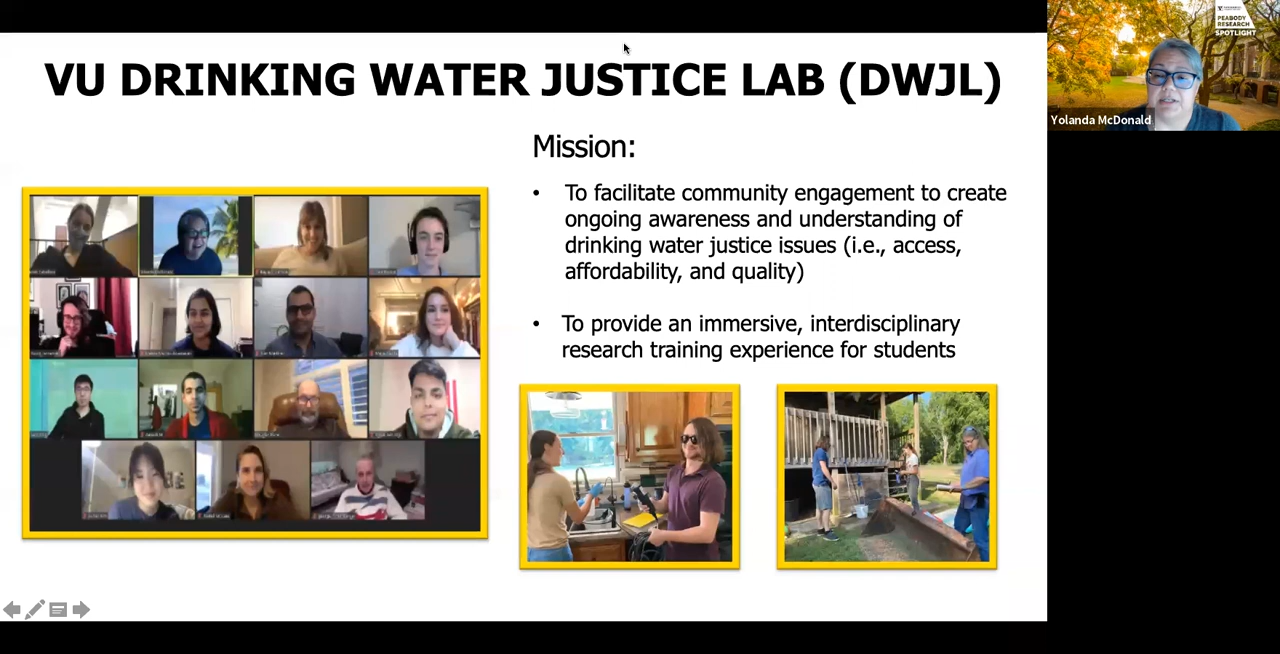 VU DRINKING WATER JUSTICE LAB (DWJL)
Mission:
• To facilitate community engagement to create
ongoing awareness and understanding of
drinking water justice issues (i.e., access,
affordability, and quality)
• To provide an immersive, interdisciplinary
research training experience for students
PEABODY
RESEARCH
SPOTLIGHT
Yolanda McDonald